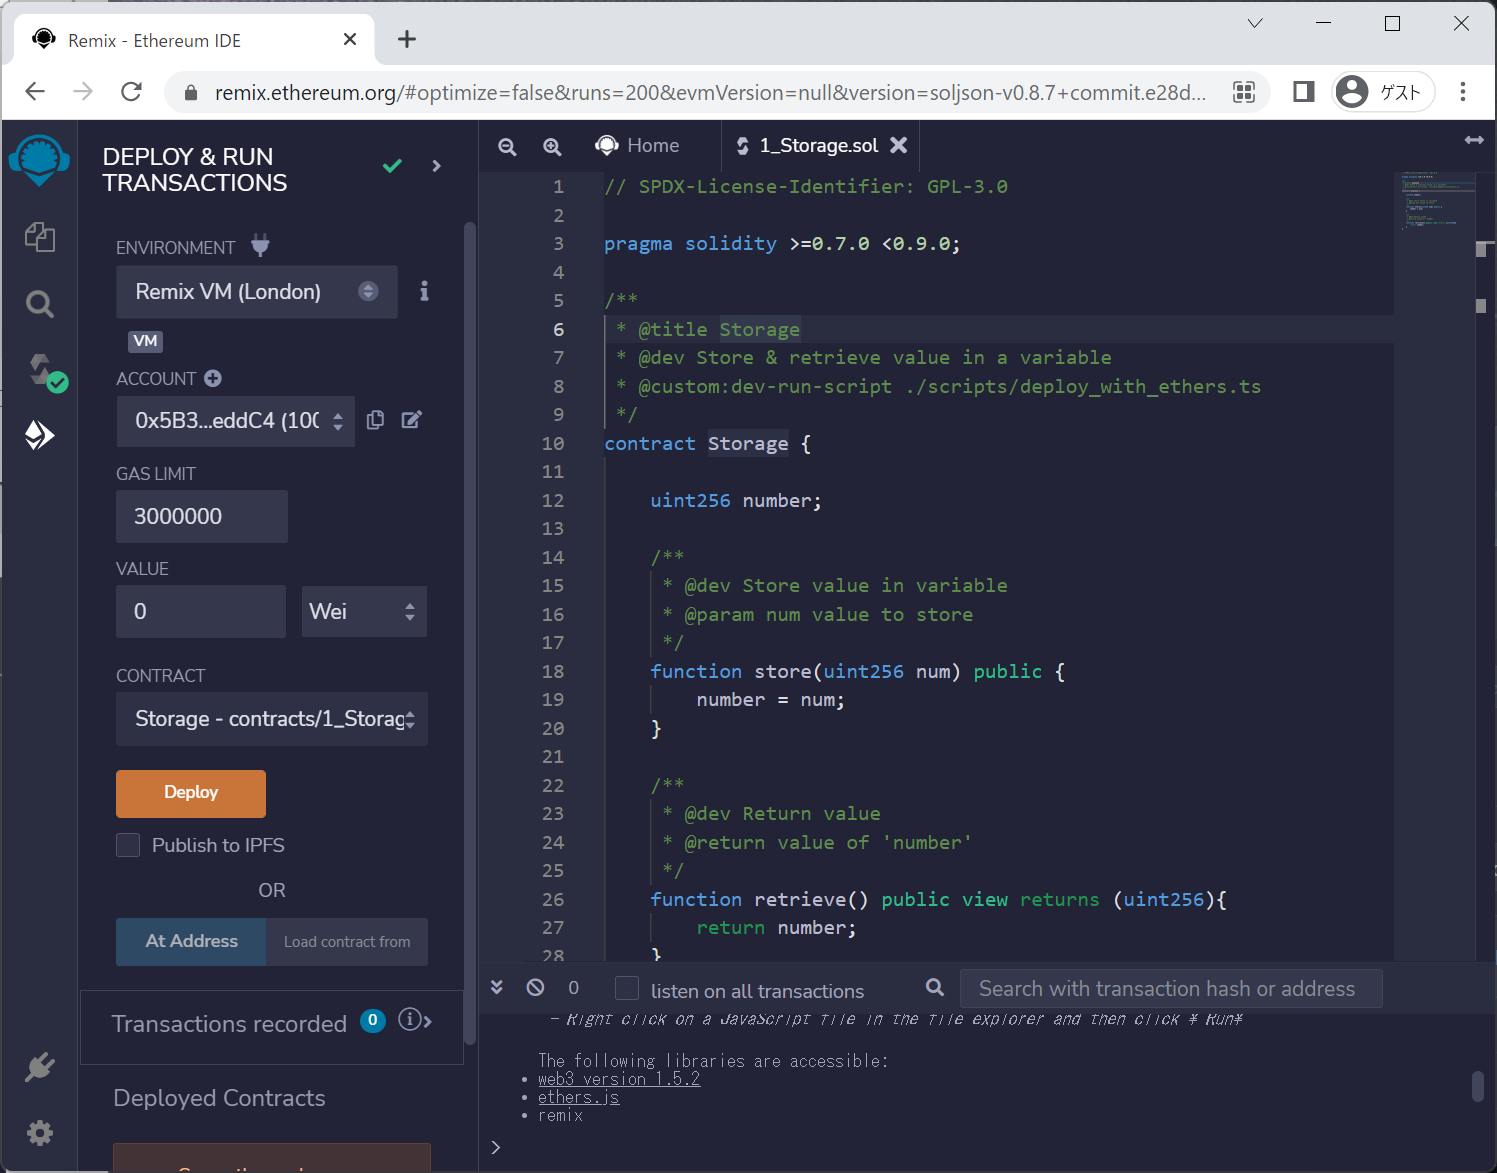 Remix - Ethereum IDE
remix.ethereum.org/#optimize=false&runs=200&evmVersion=null&version=soljson-v0.8.7+commit.e28d...
ゲスト
DEPLOY & RUN
TRANSACTIONS
ENVIRONMENT
Remix VM (London)
VM
ACCOUNT
0x5B3...eddC4 (100
GAS LIMIT
3000000
VALUE
0
Wei
CONTRACT
Storage - contracts/1_Storag
Deploy
Publish to IPFS
OR
At Address
Load contract from
Transactions recorded 0
Deployed Contracts
Home
1_Storage.sol
1 // SPDX-License-Identifier: GPL-3.0
2
3 pragma solidity >=0.7.0 <0.9.0;
4
5 /**
6  * @title Storage
7  * @dev Store & retrieve value in a variable
8  * @custom:dev-run-script ./scripts/deploy_with_ethers.ts
9  */
10 contract Storage {
11
12     uint256 number;
13
14     /**
15      * @dev Store value in variable
16      * @param num value to store
17      */
18     function store(uint256 num) public {
19         number = num;
20     }
21
22     /**
23      * @dev Return value
24      * @return value of 'number'
25      */
26     function retrieve() public view returns (uint256){
27         return number;
28     }
0
listen on all transactions
Search with transaction hash or address
- Right click on a JavaScript file in the file explorer and then click ¥ Run¥
The following libraries are accessible:
• web3 version 1.5.2
• ethers.js
• remix
>